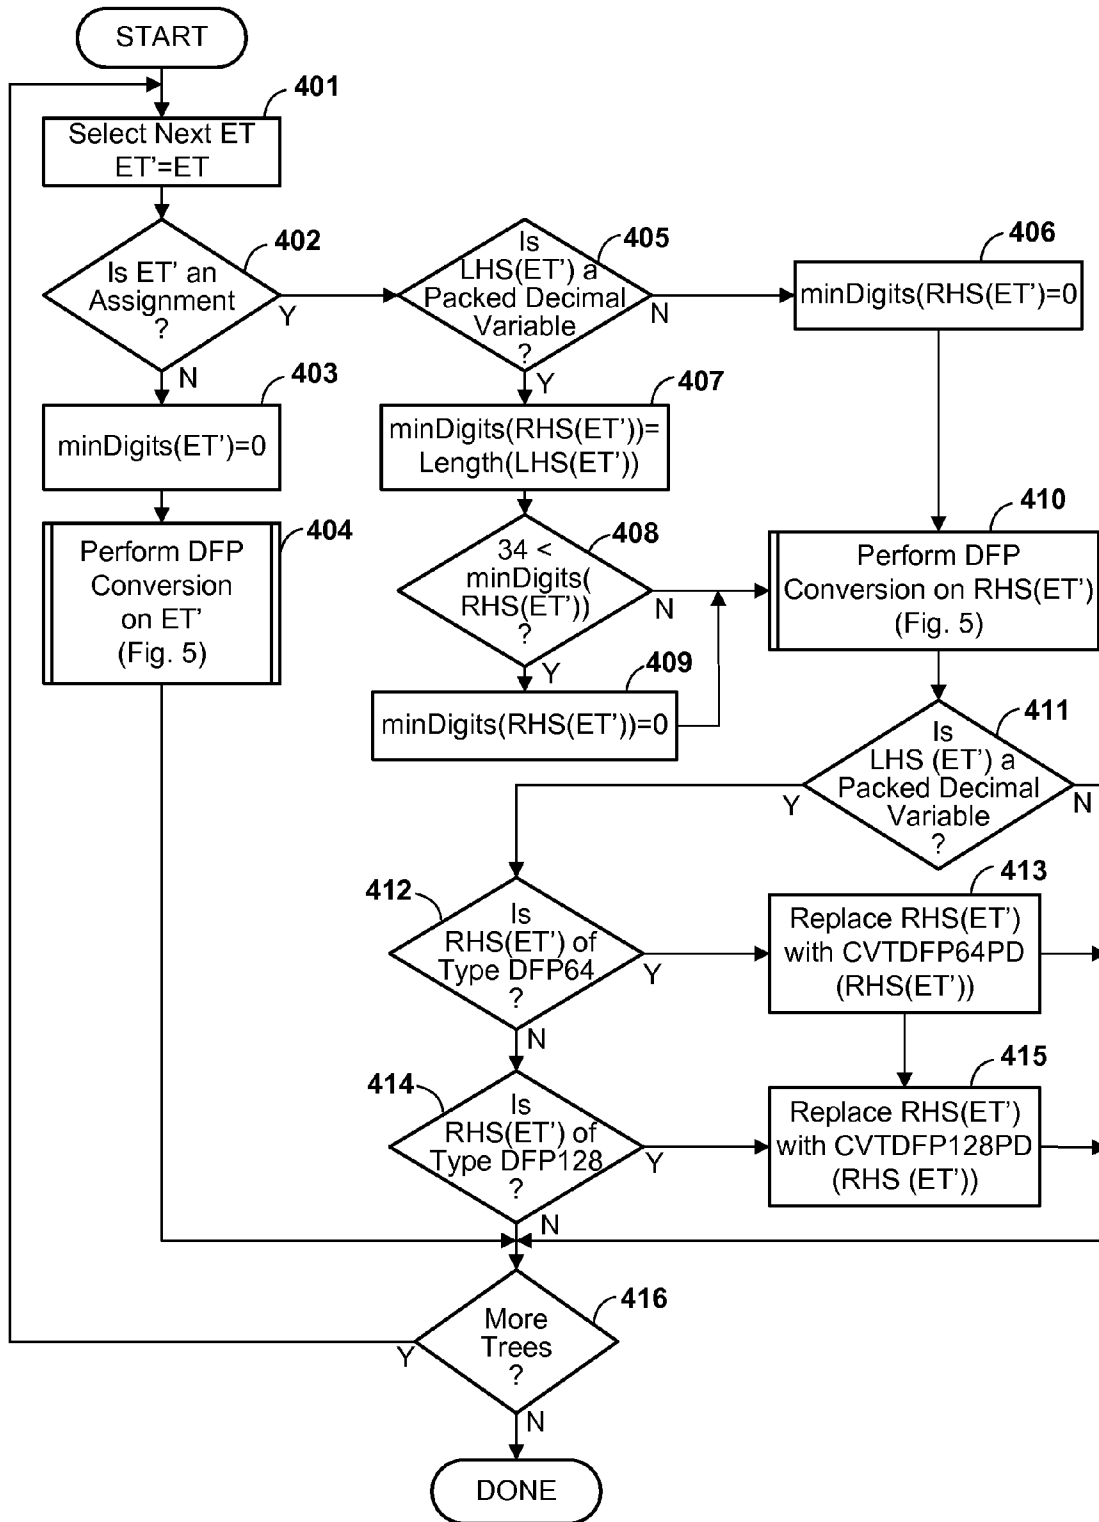 START
401
Select Next ET
ET'=ET
402
Is ET' an
Assignment
?
Y
N
405
Is
LHS(ET') a
Packed Decimal
Variable
?
N
Y
406
minDigits(RHS(ET')=0
403
minDigits(ET')=0
407
minDigits(RHS(ET'))=
Length(LHS(ET'))
404
Perform DFP
Conversion
on ET'
(Fig. 5)
408
34 <
minDigits(
RHS(ET'))
?
N
Y
410
Perform DFP
Conversion on RHS(ET')
(Fig. 5)
409
minDigits(RHS(ET'))=0
411
Is
LHS (ET') a
Packed Decimal
Variable
?
Y
N
412
Is
RHS(ET') of
Type DFP64
?
Y
N
413
Replace RHS(ET')
with CVTDFP64PD
(RHS(ET'))
414
Is
RHS(ET') of
Type DFP128
?
Y
N
415
Replace RHS(ET')
with CVTDFP128PD
(RHS (ET'))
416
More
Trees
?
Y
N
DONE